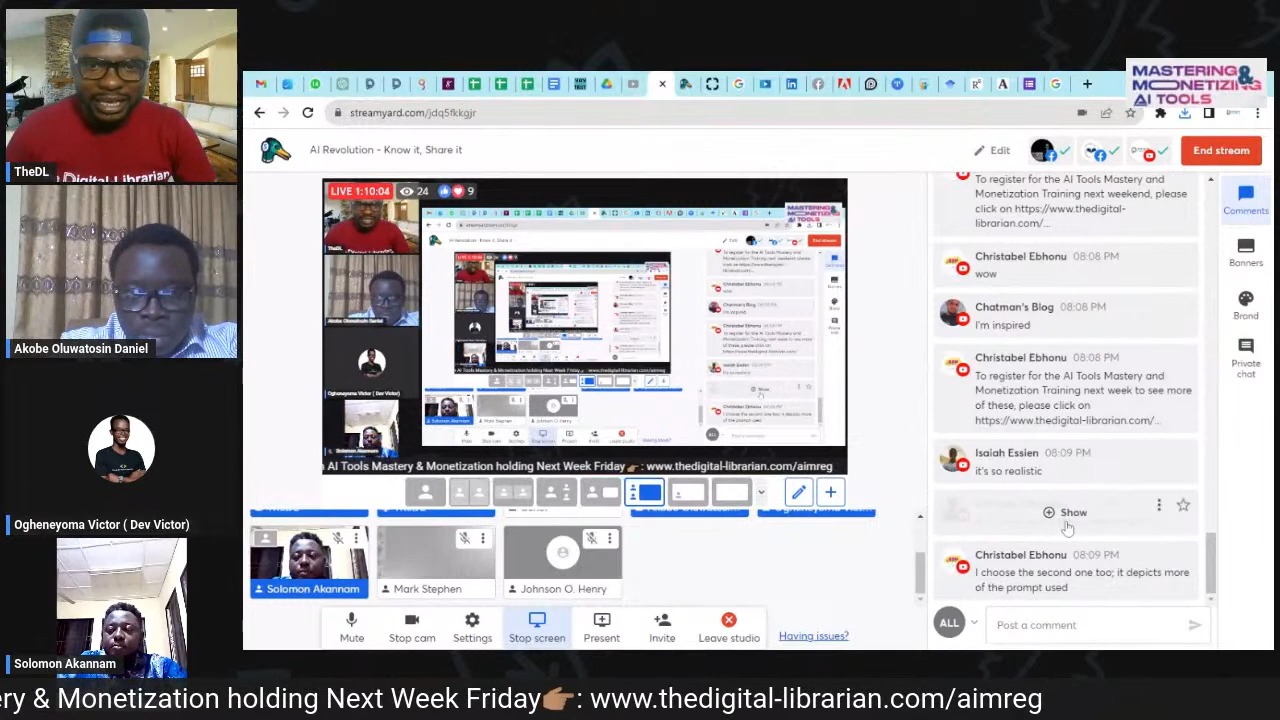 TheDL
Akoba Oluwatosin Daniel
Ogheneyoma Victor ( Dev Victor)
Solomon Akannam
MASTERING &
MONETIZING
AI TOOLS
streamyard.com/jdq5fkkgjr
AI Revolution - Know it, Share it
Edit
End stream
LIVE 1:10:04
24
9
n AI Tools Mastery & Monetization holding Next Week Friday👉🏽: www.thedigital-librarian.com/aimreg
Solomon Akannam
Mark Stephen
Johnson O. Henry
Mute
Stop cam
Settings
Stop screen
Present
Invite
Leave studio
Having issues?
To register for the AI Tools Mastery and
Monetization Training next weekend, please
click on https://www.thedigital-
librarian.com/...
Christabel Ebhonu 08:08 PM
wow
Chatman's Blog 08:08 PM
I'm inspired
Christabel Ebhonu 08:08 PM
To register for the AI Tools Mastery and
Monetization Training next week to see more
of these, please click on
https://www.thedigital-librarian.com/...
Isaiah Essien 08:09 PM
it's so realistic
Show
Christabel Ebhonu 08:09 PM
I choose the second one too; it depicts more
of the prompt used
ALL
Post a comment
Comments
Banners
Brand
Private
chat
ery & Monetization holding Next Week Friday👉🏽: www.thedigital-librarian.com/aimreg